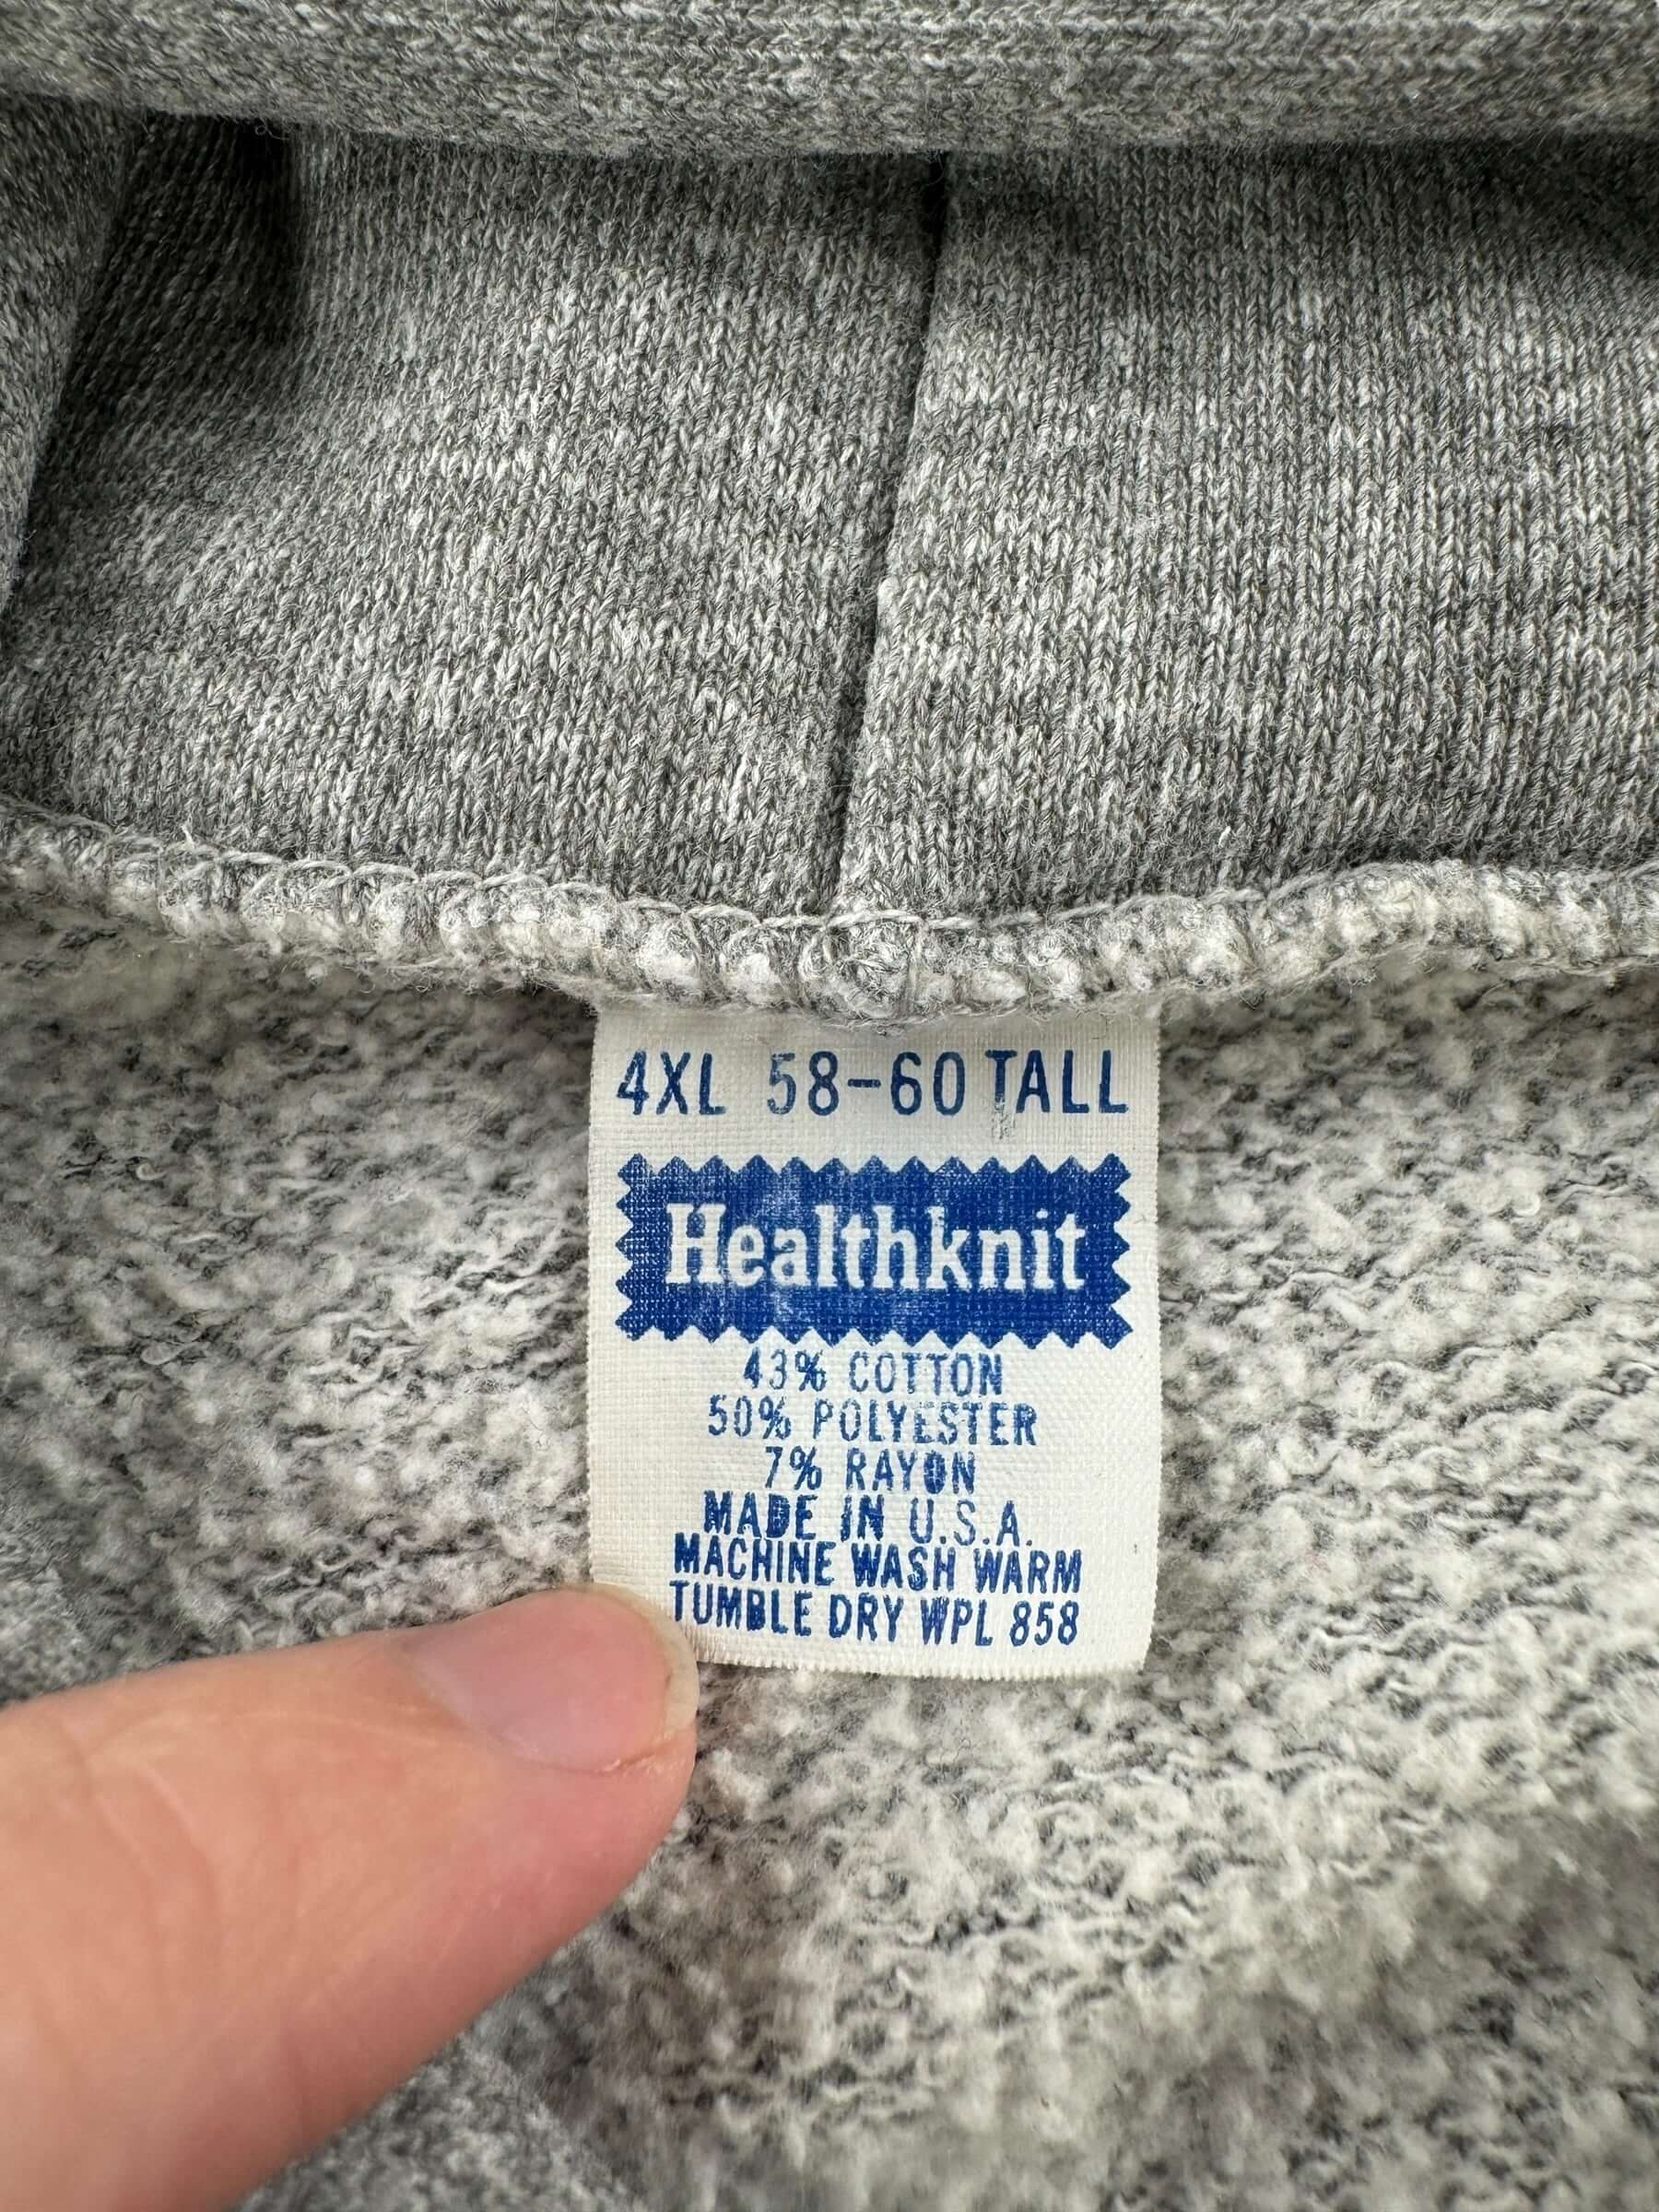 4XL 58-60 TALL
Healthknit
43% COTTON
50% POLYESTER
7% RAYON
MADE IN U.S.A.
MACHINE WASH WARM
TUMBLE DRY WPL 858